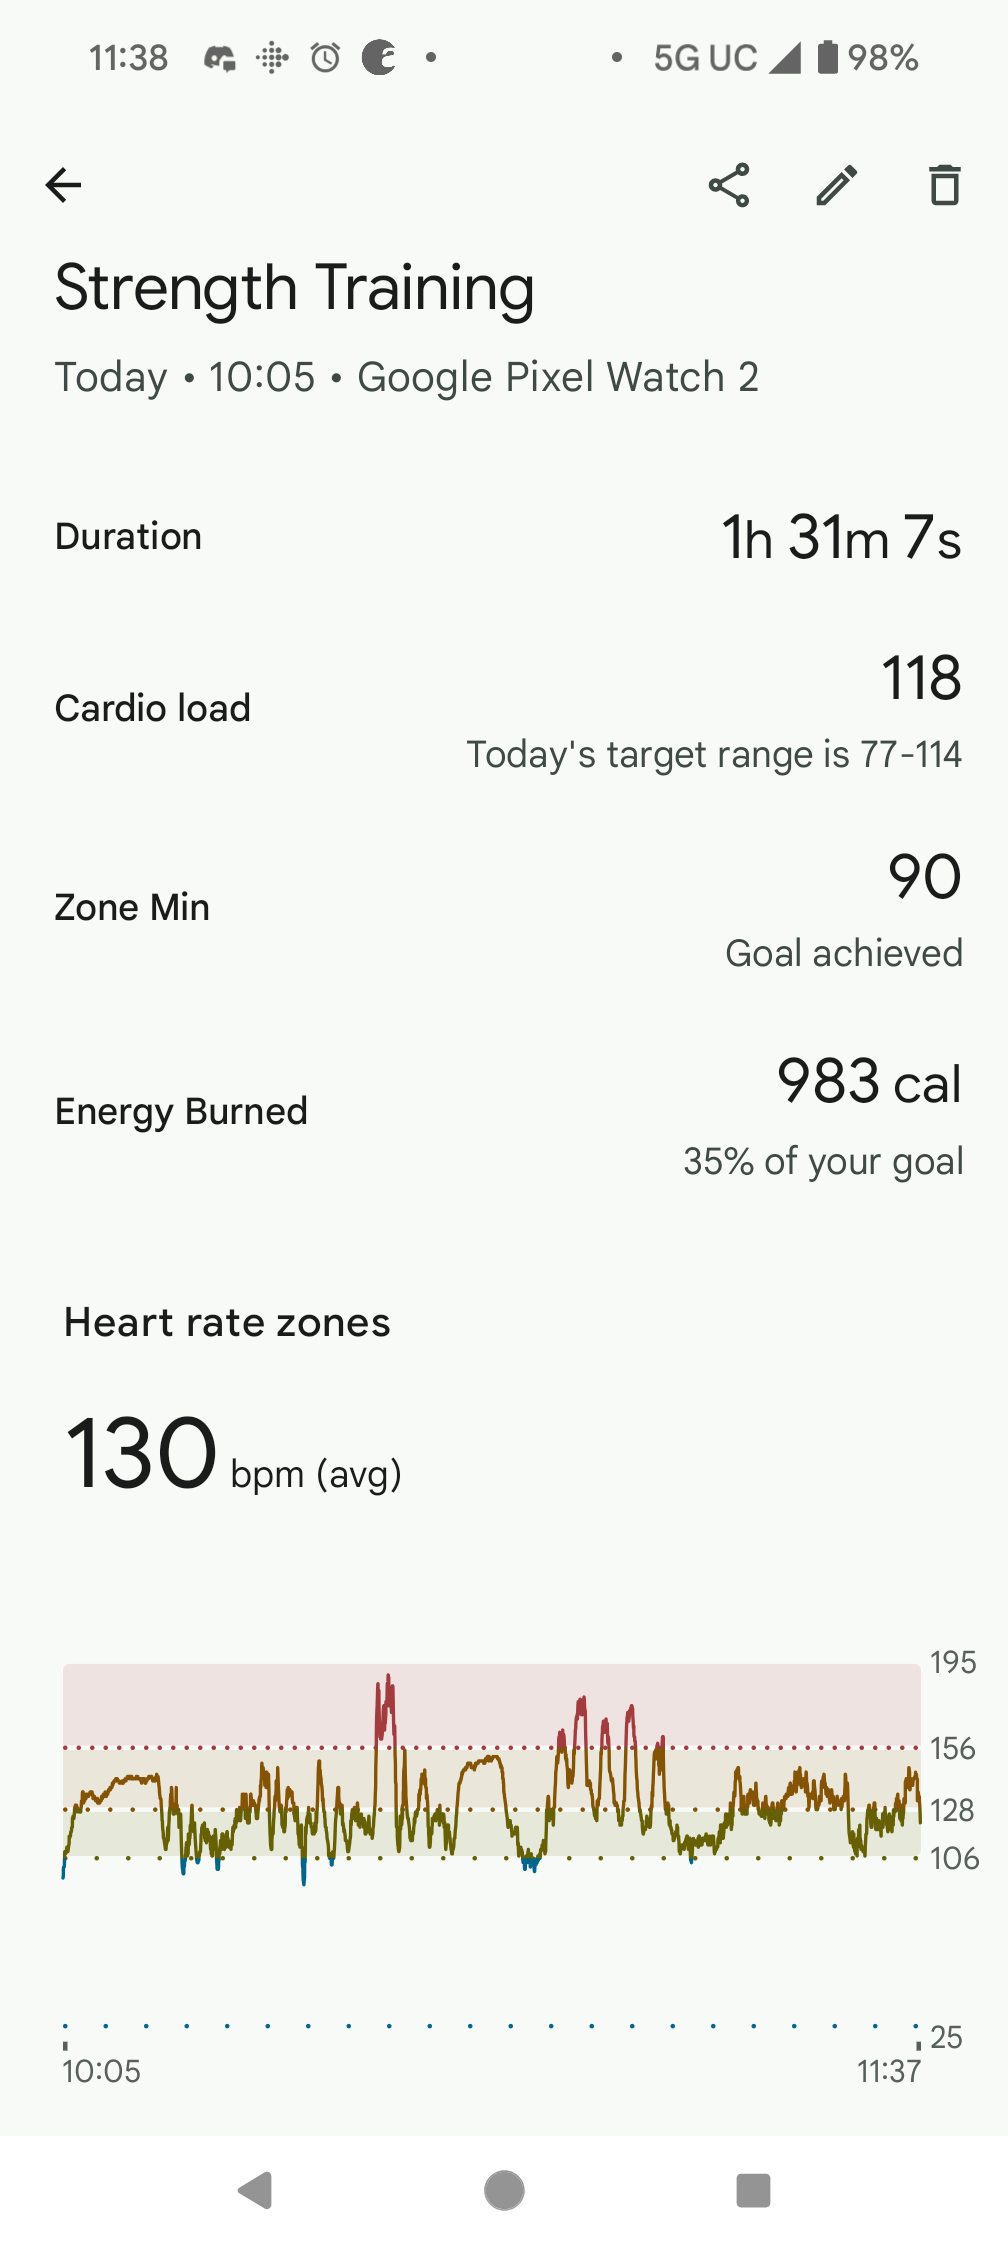 11:38 5G UC 98%
Strength Training
Today • 10:05 • Google Pixel Watch 2
Duration 1h 31m 7s
Cardio load 118
Today's target range is 77-114
Zone Min 90
Goal achieved
Energy Burned 983 cal
35% of your goal
Heart rate zones
130 bpm (avg)
195
156
128
106
25
10:05 11:37